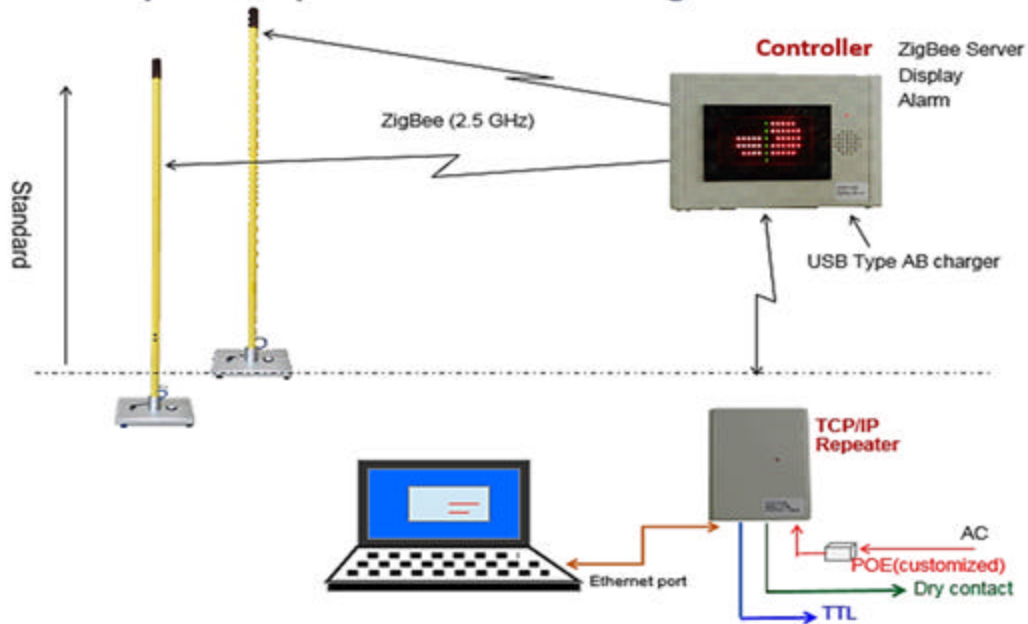 Controller
ZigBee Server
Display
Alarm
ZigBee (2.5 GHz)
Standard
USB Type AB charger
TCP/IP
Repeater
AC
POE(customized)
Ethernet port
Dry contact
TTL